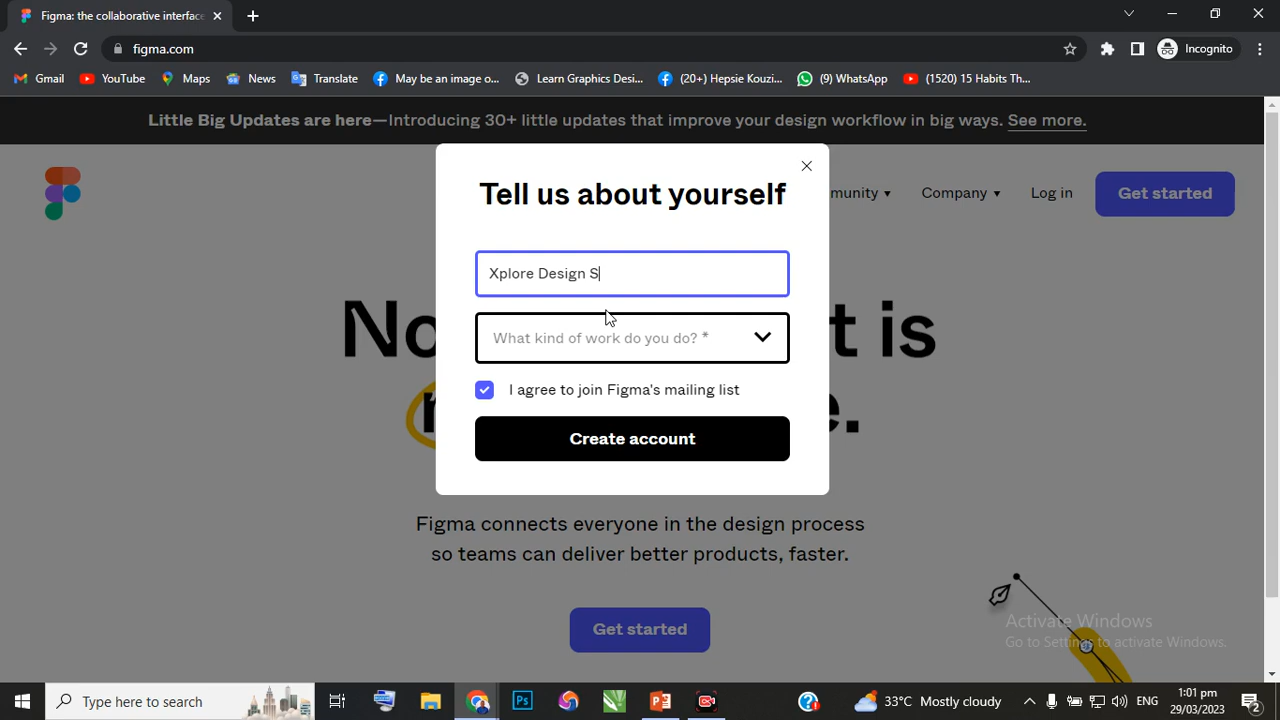 Figma: the collaborative interface
figma.com
Incognito
Gmail YouTube Maps News Translate May be an image o... Learn Graphics Desi... (20+) Hepsie Kouzi... (9) WhatsApp (1520) 15 Habits Th...
Little Big Updates are here—Introducing 30+ little updates that improve your design workflow in big ways. See more.
Tell us about yourself
munity Company Log in Get started
Xplore Design S
What kind of work do you do? *
I agree to join Figma's mailing list
Create account
No t is
e.
Figma connects everyone in the design process
so teams can deliver better products, faster.
Get started
Activate Windows
Go to Settings to activate Windows.
Type here to search
Ps
33°C Mostly cloudy
ENG
1:01 pm
29/03/2023
2